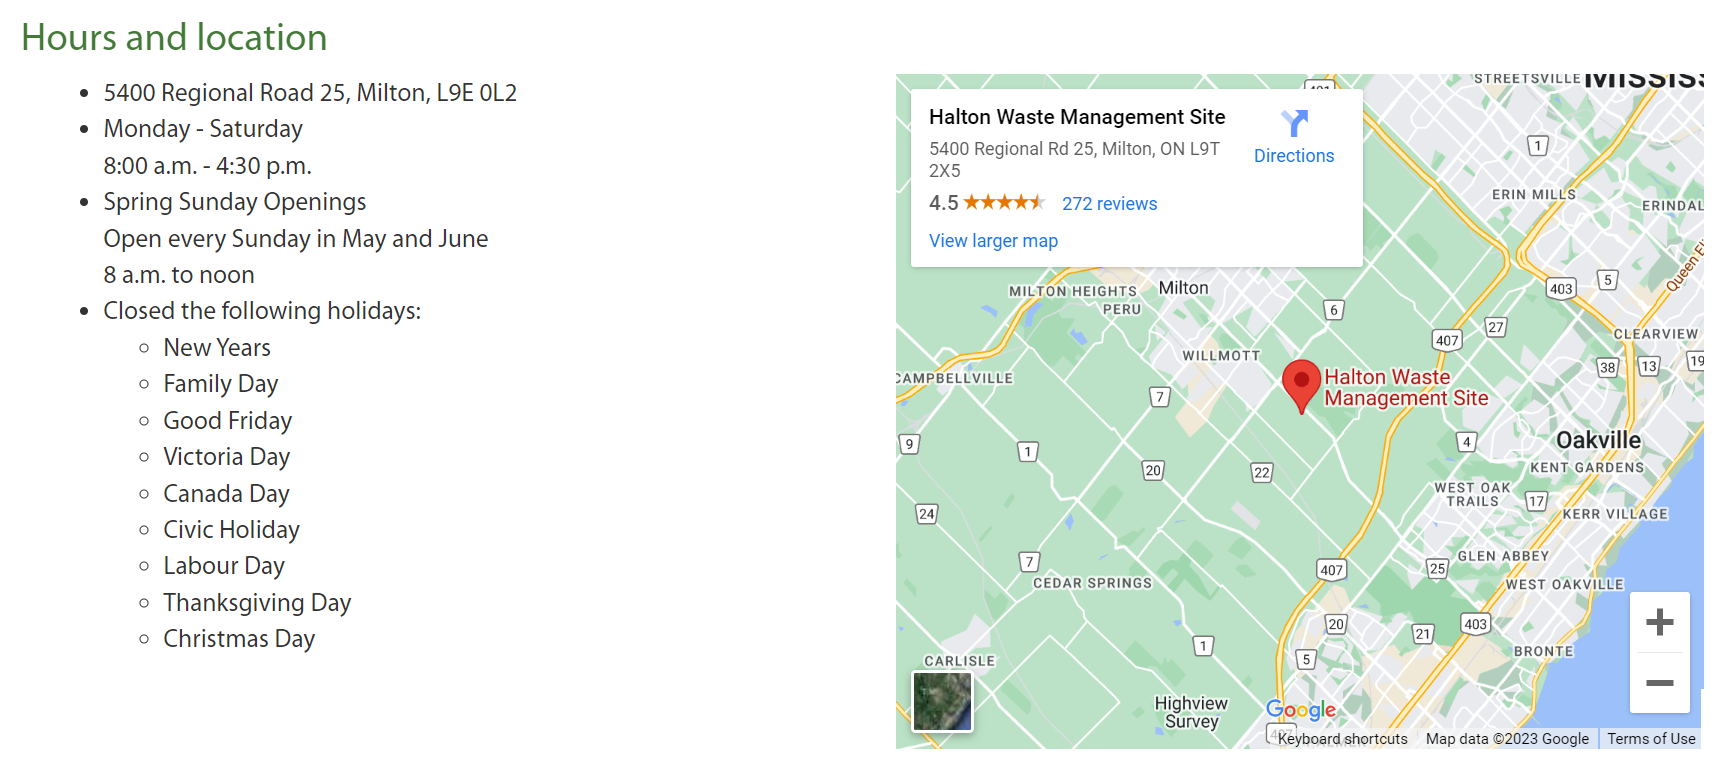 Hours and location
5400 Regional Road 25, Milton, L9E 0L2
Monday - Saturday
8:00 a.m. - 4:30 p.m.
Spring Sunday Openings
Open every Sunday in May and June
8 a.m. to noon
Closed the following holidays:
New Years
Family Day
Good Friday
Victoria Day
Canada Day
Civic Holiday
Labour Day
Thanksgiving Day
Christmas Day
Halton Waste Management Site
5400 Regional Rd 25, Milton, ON L9T
2X5
4.5
272 reviews
View larger map
Directions
STREETSVILLE
401
1
ERIN MILLS
403
5
MILTON HEIGHTS
Milton
PERU
6
27
407
CLEARVIEW
WILLMOTT
38
13
19
CAMPBELLVILLE
Halton Waste
Management Site
7
9
1
20
22
4
Oakville
KENT GARDENS
WEST OAK
TRAILS
17
KERR VILLAGE
24
7
CEDAR SPRINGS
407
25
GLEN ABBEY
WEST OAKVILLE
20
21
403
BRONTE
1
5
CARLISLE
Highview
Survey
Google
Keyboard shortcuts
Map data ©2023 Google
Terms of Use